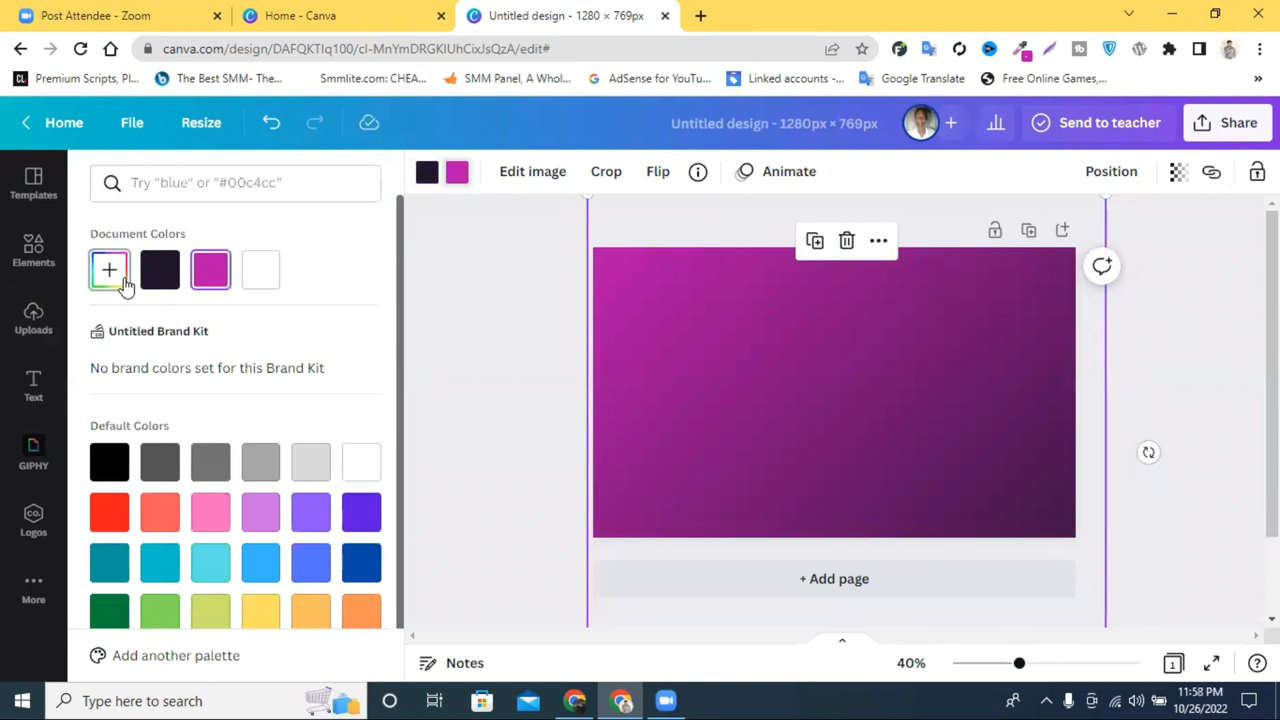 Post Attendee - Zoom
Home - Canva
Untitled design - 1280 × 769px
canva.com/design/DAFQKTIq100/cl-MnYmDRGKIUhCixJsQzA/edit#
Premium Scripts, Pl...
The Best SMM- The...
Smmlite.com: CHEA...
SMM Panel, A Whol...
AdSense for YouTu...
Linked accounts -...
Google Translate
Free Online Games,...
»
Home
File
Resize
Untitled design - 1280px × 769px
Send to teacher
Share
Templates
Elements
Uploads
Text
GIPHY
CO.
Logos
More
Try "blue" or "#00c4cc"
Edit image
Crop
Flip
Animate
Position
Document Colors
Untitled Brand Kit
No brand colors set for this Brand Kit
Default Colors
+ Add page
Add another palette
Notes
40%
1
Type here to search
11:58 PM
10/26/2022